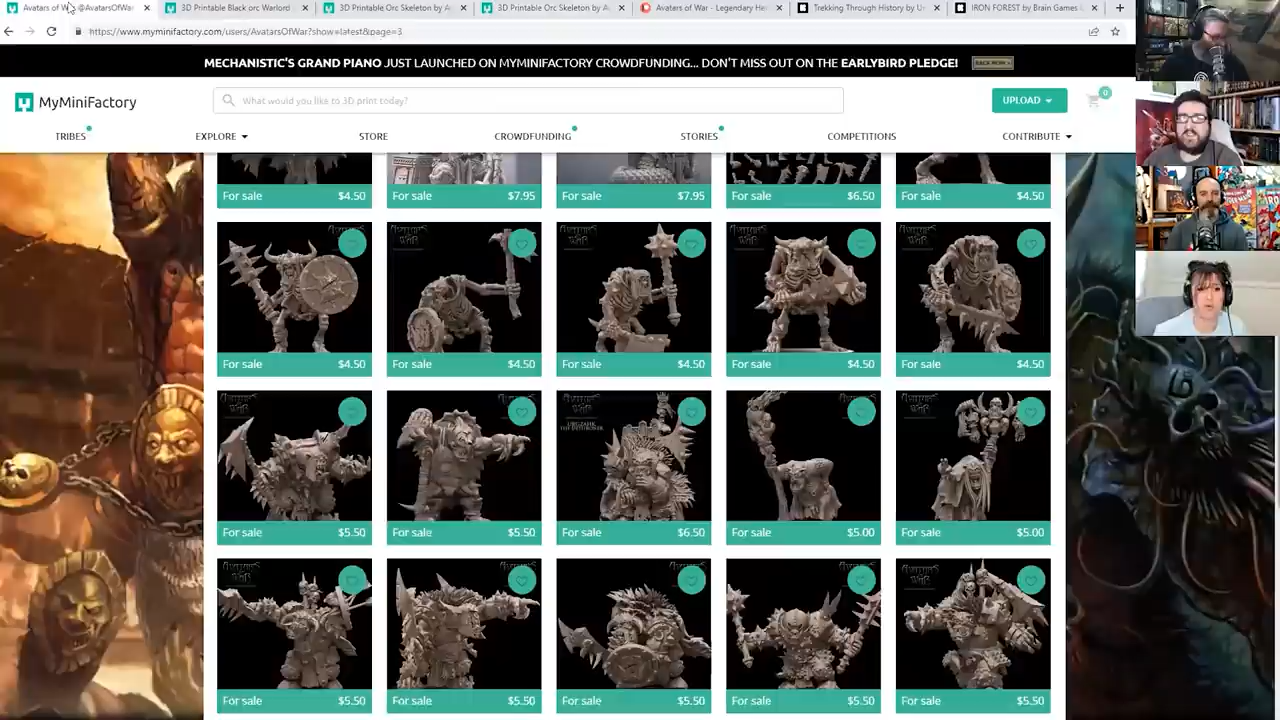 Avatars of W @AvatarsOfWar
3D Printable Black orc Warlord
3D Printable Orc Skeleton by A
3D Printable Orc Skeleton by A
Avatars of War - Legendary He
Trekking Through History by U
IRON FOREST by Brain Games
https://www.myminifactory.com/users/AvatarsOfWar?show=latest&page=3
MECHANISTIC'S GRAND PIANO JUST LAUNCHED ON MYMINIFACTORY CROWDFUNDING... DON'T MISS OUT ON THE EARLYBIRD PLEDGE! BACK NOW
MyMiniFactory
What would you like to 3D print today?
UPLOAD
0
TRIBES EXPLORE STORE CROWDFUNDING STORIES COMPETITIONS CONTRIBUTE
For sale $4.50 For sale $7.95 For sale $7.95 For sale $6.50 For sale $4.50
For sale $4.50 For sale $4.50 For sale $4.50 For sale $4.50 For sale $4.50
For sale $5.50 For sale $5.50 For sale $6.50 For sale $5.00 For sale $5.00
For sale $5.50 For sale $5.50 For sale $5.50 For sale $5.50 For sale $5.50